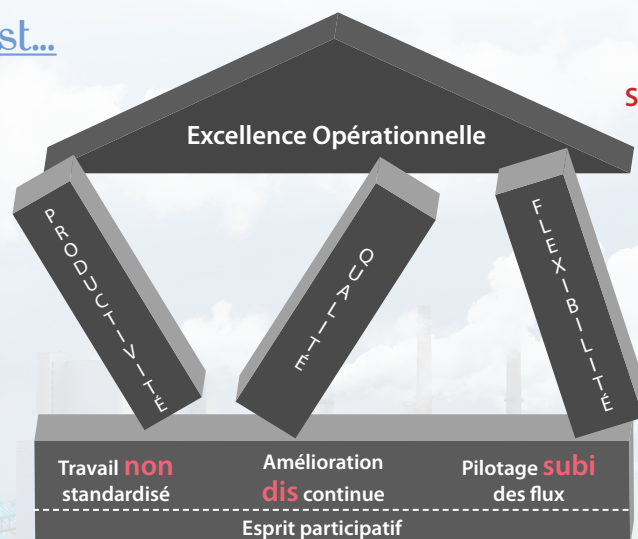 st...
S
Excellence Opérationnelle
PRODUCTIVITÉ
QUALITÉ
FLEXIBILITÉ
Travail non
standardisé
Amélioration
dis continue
Pilotage subi
des flux
Esprit participatif